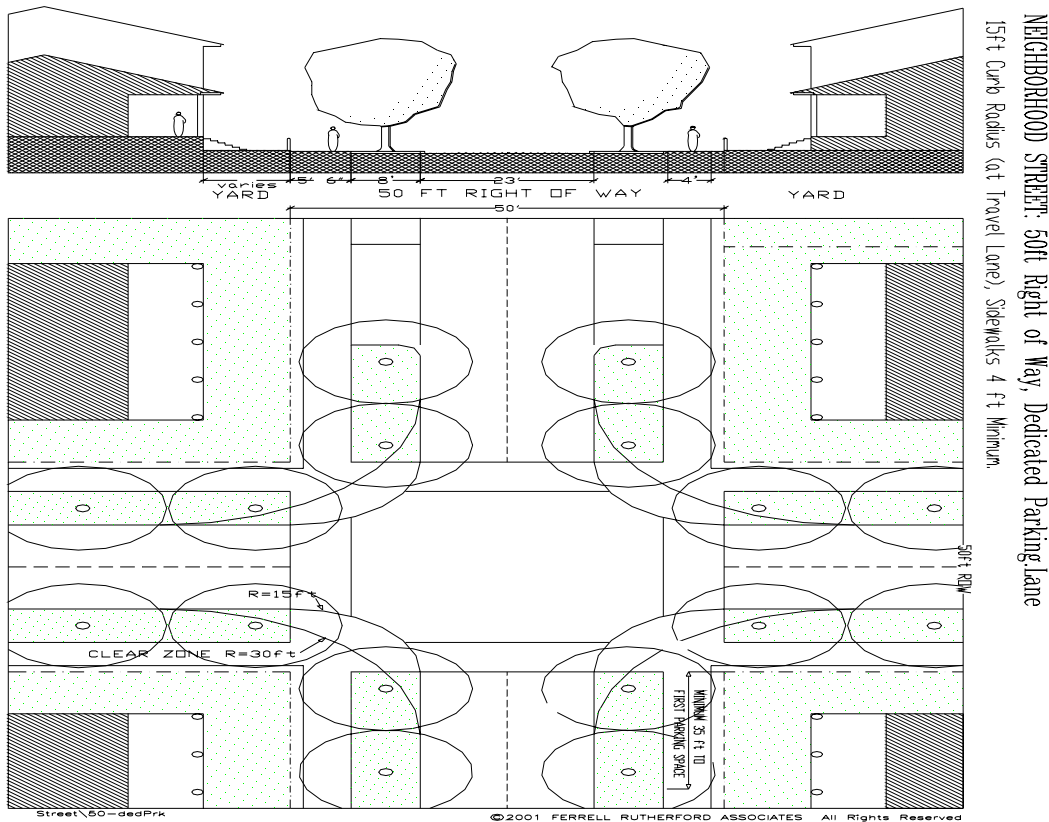 NEIGHBORHOOD STREET: 50ft Right of Way, Dedicated Parking Lane
15ft Curb Radius (at Travel Lane), Sidewalks 4 ft Minimum.
varies 5' 6" 8' 23' 4'
YARD 50 FT RIGHT OF WAY YARD
50'
50ft ROW
R=15ft
CLEAR ZONE R=30ft
MINIMUM 35 ft TO
FIRST PARKING SPACE
Street\50-dedPrk
©2001 FERRELL RUTHERFORD ASSOCIATES All Rights Reserved